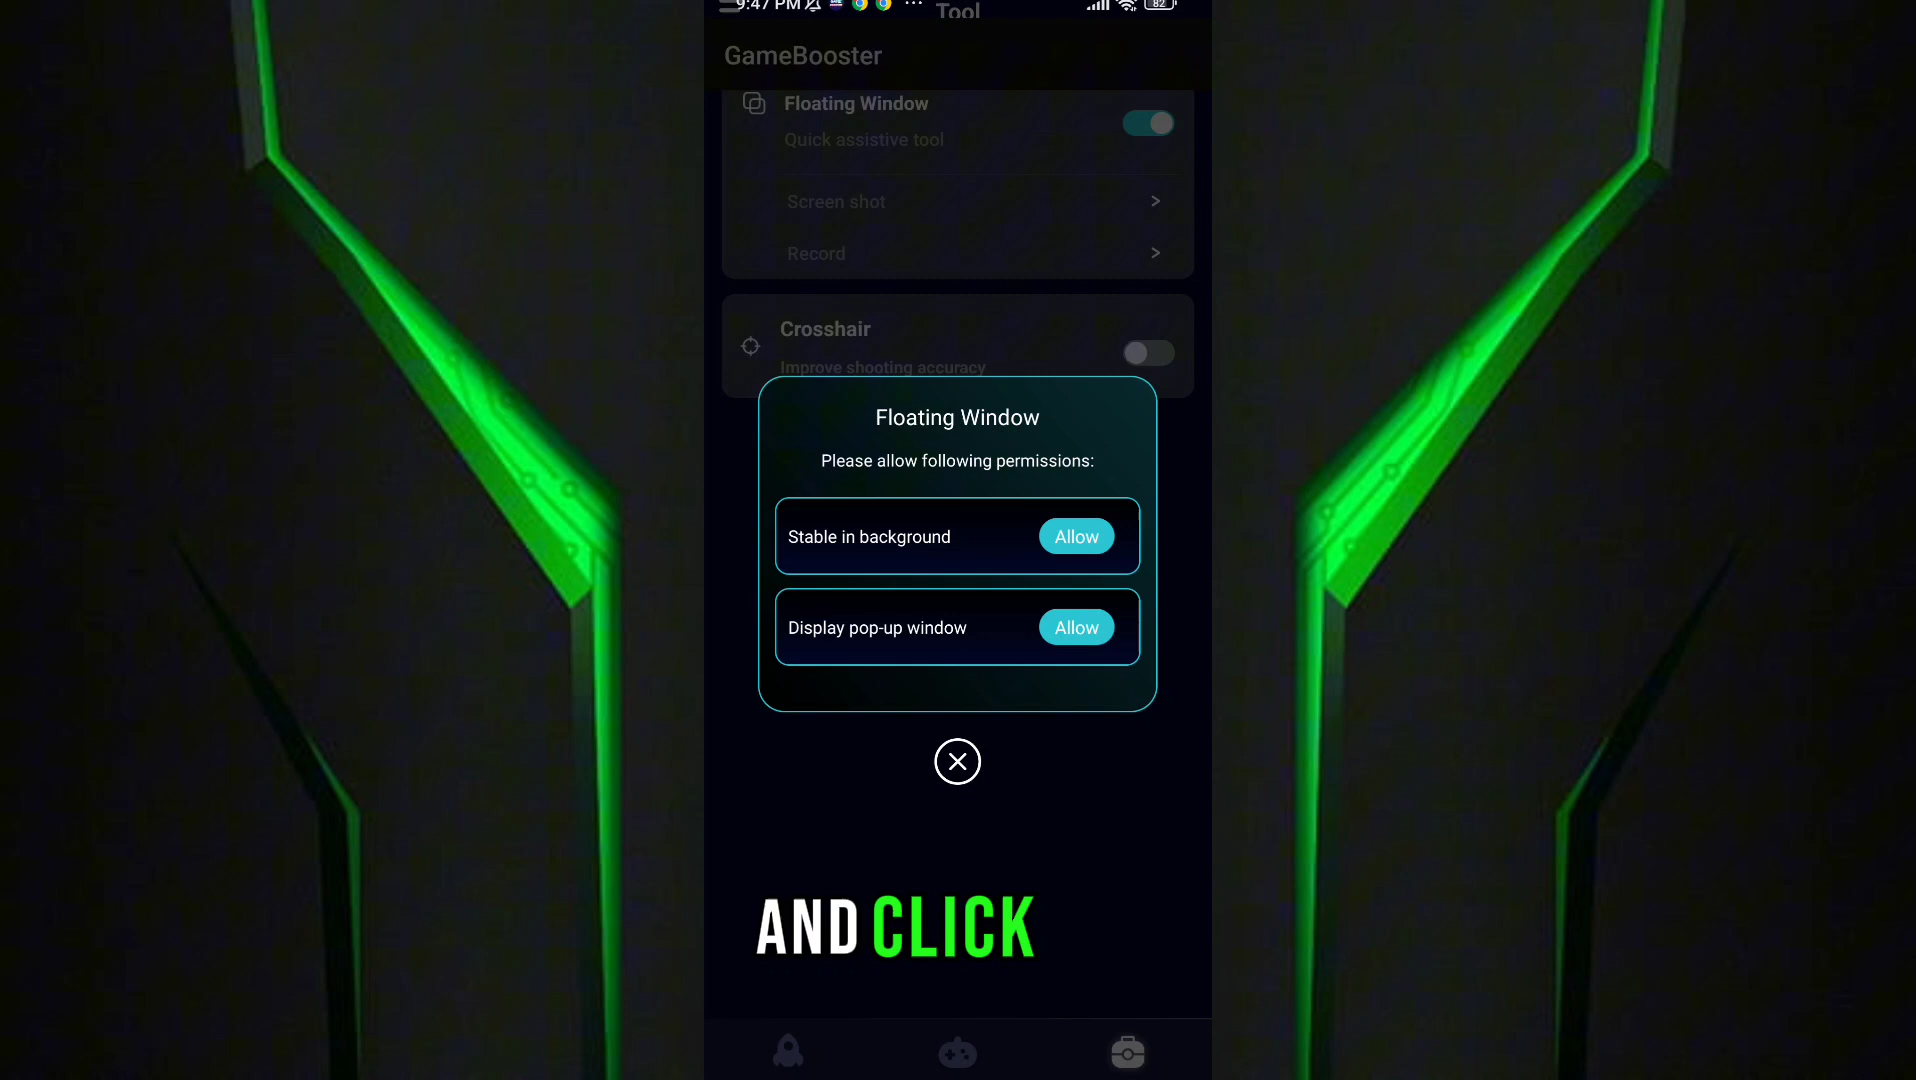 9:47 PM
82
Tool
GameBooster
Floating Window
Quick assistive tool
Screen shot >
Record >
Crosshair
Improve shooting accuracy
Floating Window
Please allow following permissions:
Stable in background Allow
Display pop-up window Allow
AND CLICK